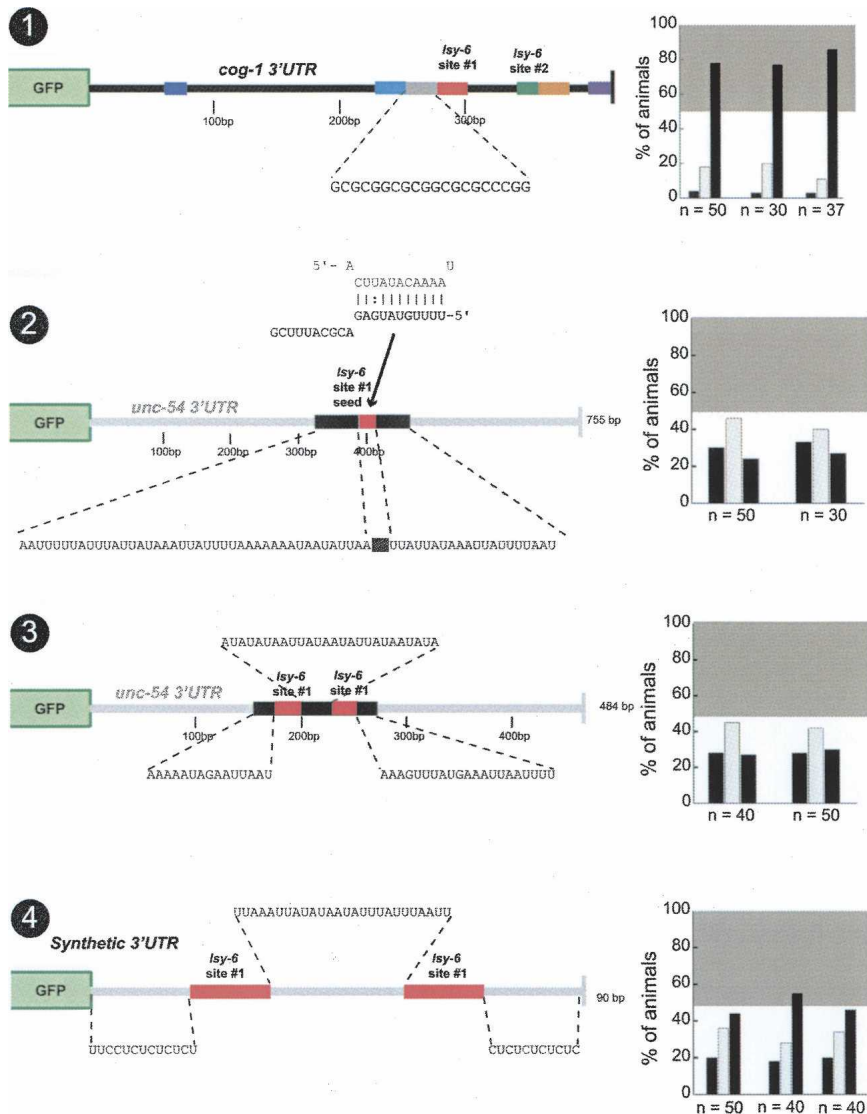 1
GFP
cog-1 3'UTR
lsy-6
site #1
lsy-6
site #2
100bp
200bp
300bp
GCGCGGCGCGGCGCGCCCGG
% of animals
100
80
60
40
20
0
n = 50
n = 30
n = 37
2
5'- A U
CUUAUACAAAA
GAGUAUGUUUU-5'
GCUUUACGCA
GFP
unc-54 3'UTR
lsy-6
site #1
seed
755 bp
100bp
200bp
300bp
400bp
% of animals
100
80
60
40
20
0
n = 50
n = 30
3
AUAUAUAAUUAUAAUAUUAUAAUAUA
GFP
unc-54 3'UTR
lsy-6
site #1
lsy-6
site #1
484 bp
100bp
200bp
300bp
400bp
AAAAAUAGAAUUAAU
AAAGUUUAUGAAAUUAAUUUU
% of animals
100
80
60
40
20
0
n = 40
n = 50
4
UUAAAUUAUAUAAUAUUUAUUUAAUU
Synthetic 3'UTR
GFP
lsy-6
site #1
lsy-6
site #1
90 bp
UUCCUCUCUCUCU
CUCUCUCUCUC
% of animals
100
80
60
40
20
0
n = 50
n = 40
n = 40